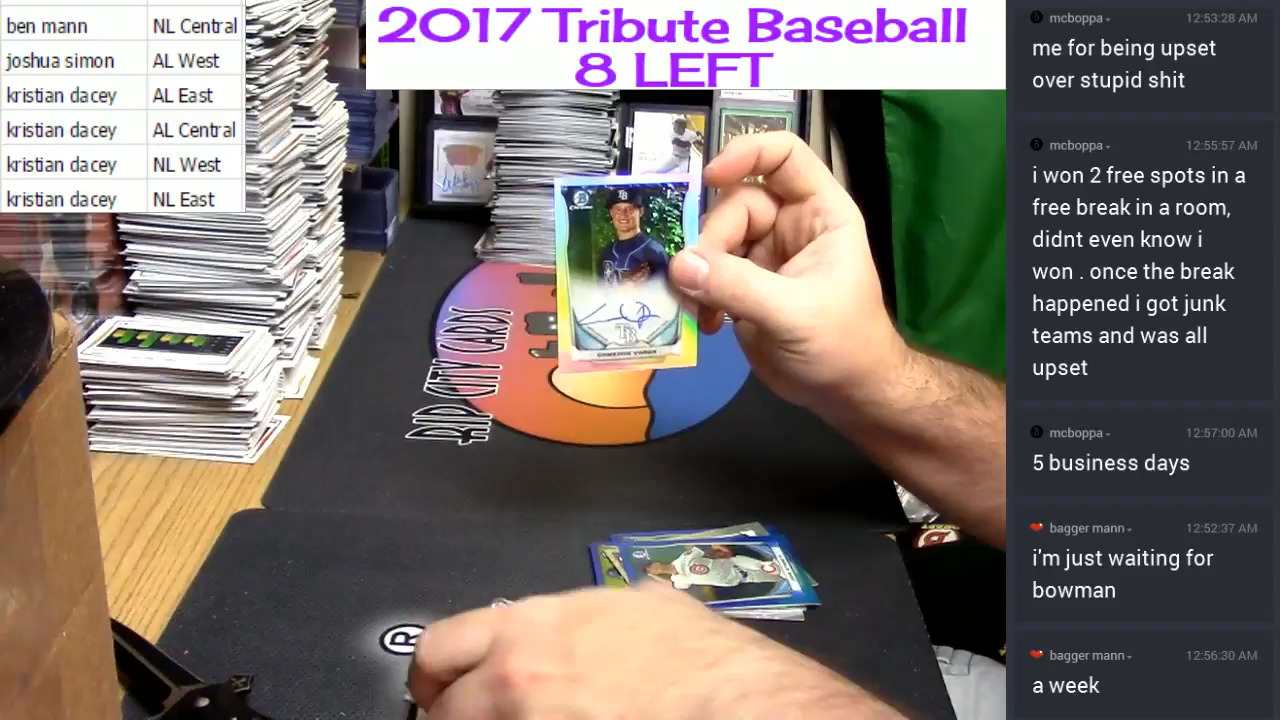 ben mann NL Central
joshua simon AL West
kristian dacey AL East
kristian dacey AL Central
kristian dacey NL West
kristian dacey NL East
2017 Tribute Baseball
8 LEFT
RIP CITY CARDS
TB
mcboppa 12:53:28 AM
me for being upset
over stupid shit
mcboppa 12:55:57 AM
i won 2 free spots in a
free break in a room,
didnt even know i
won . once the break
happened i got junk
teams and was all
upset
mcboppa 12:57:00 AM
5 business days
bagger mann 12:52:37 AM
i'm just waiting for
bowman
bagger mann 12:56:30 AM
a week